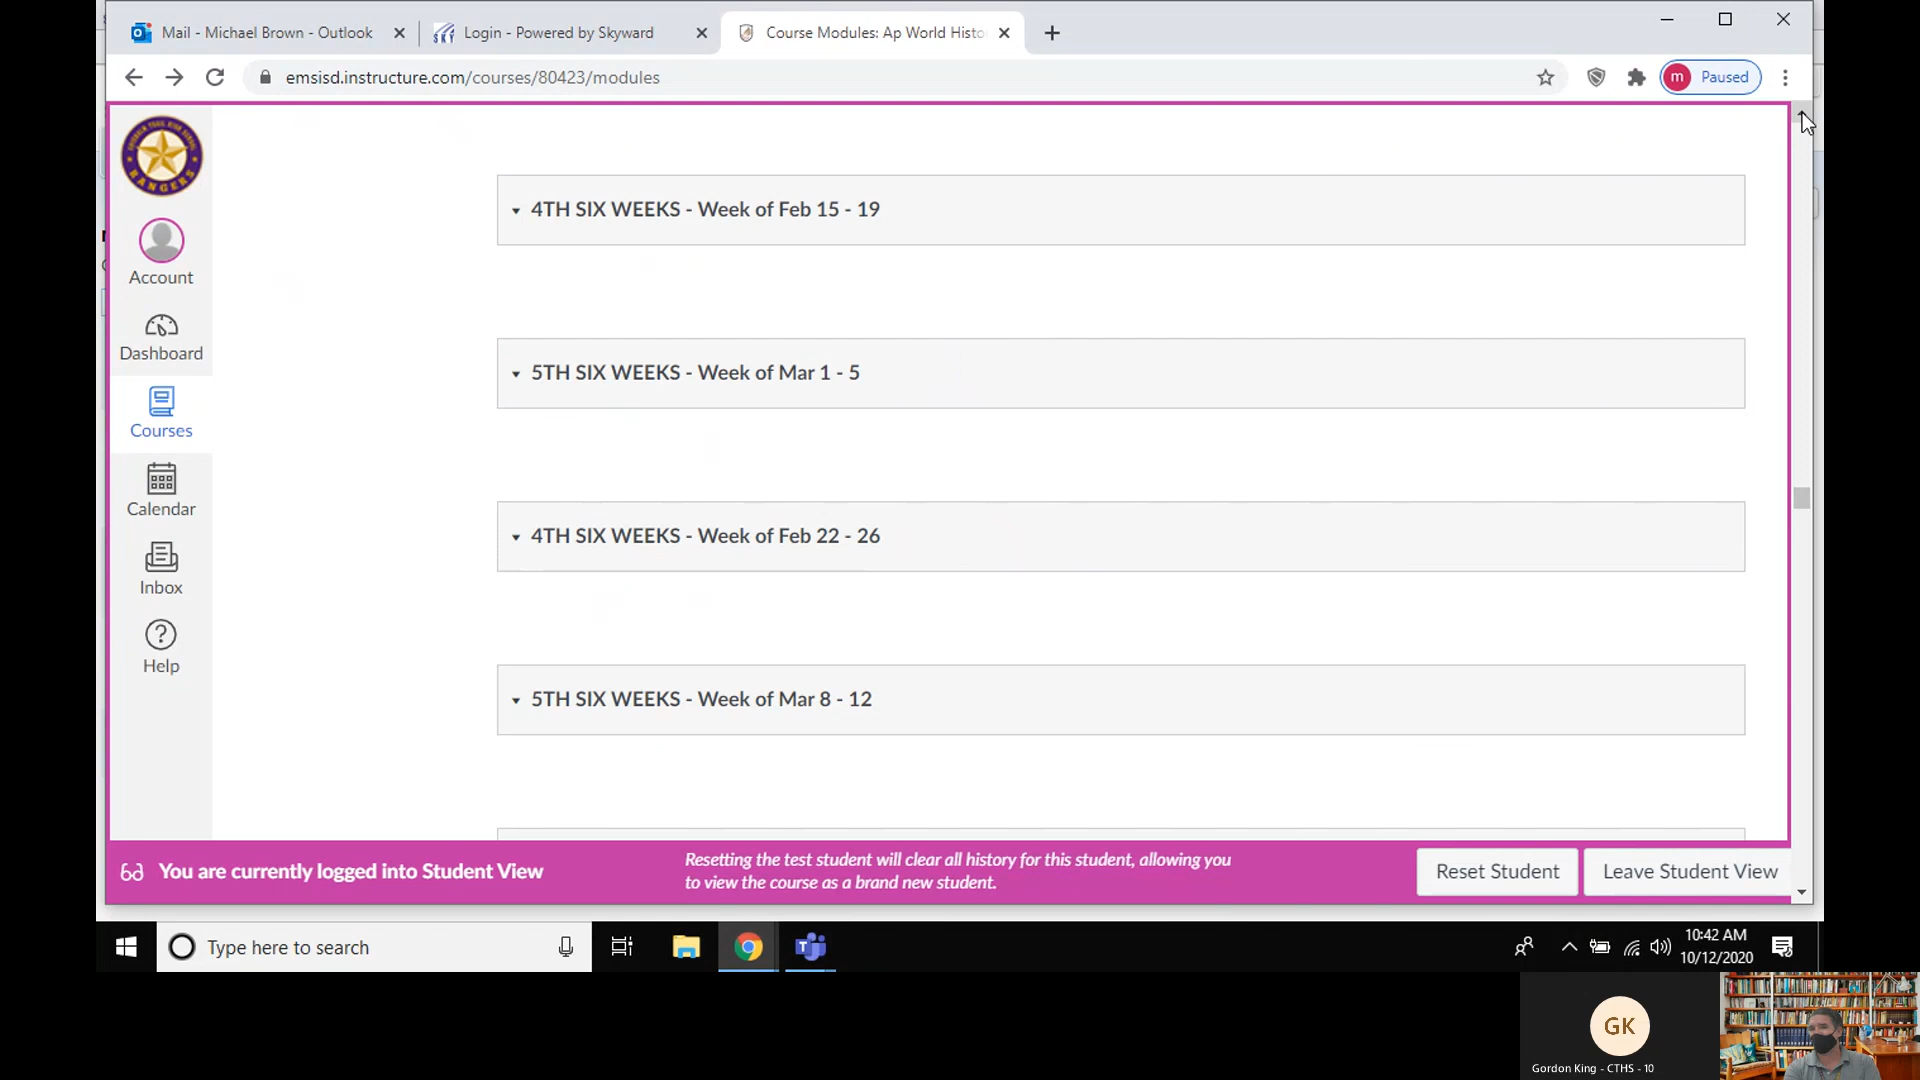 Mail - Michael Brown - Outlook
SKY
Login - Powered by Skyward
Course Modules: Ap World Histo
emsisd.instructure.com/courses/80423/modules
m
Paused
RANGERS
Account
Dashboard
Courses
Calendar
Inbox
Help
4TH SIX WEEKS - Week of Feb 15 - 19
5TH SIX WEEKS - Week of Mar 1 - 5
4TH SIX WEEKS - Week of Feb 22 - 26
5TH SIX WEEKS - Week of Mar 8 - 12
You are currently logged into Student View
Resetting the test student will clear all history for this student, allowing you
to view the course as a brand new student.
Reset Student
Leave Student View
Type here to search
10:42 AM
10/12/2020
GK
Gordon King - CTHS - 10